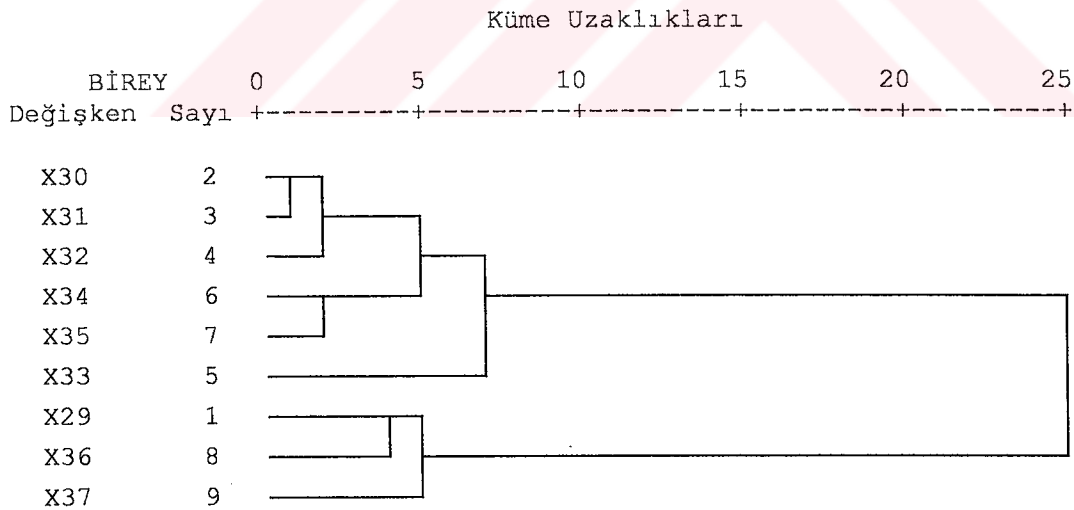 Küme Uzaklıkları
BİREY 0 5 10 15 20 25
Değişken Sayı +---------+---------+---------+---------+---------+
X30 2
X31 3
X32 4
X34 6
X35 7
X33 5
X29 1
X36 8
X37 9